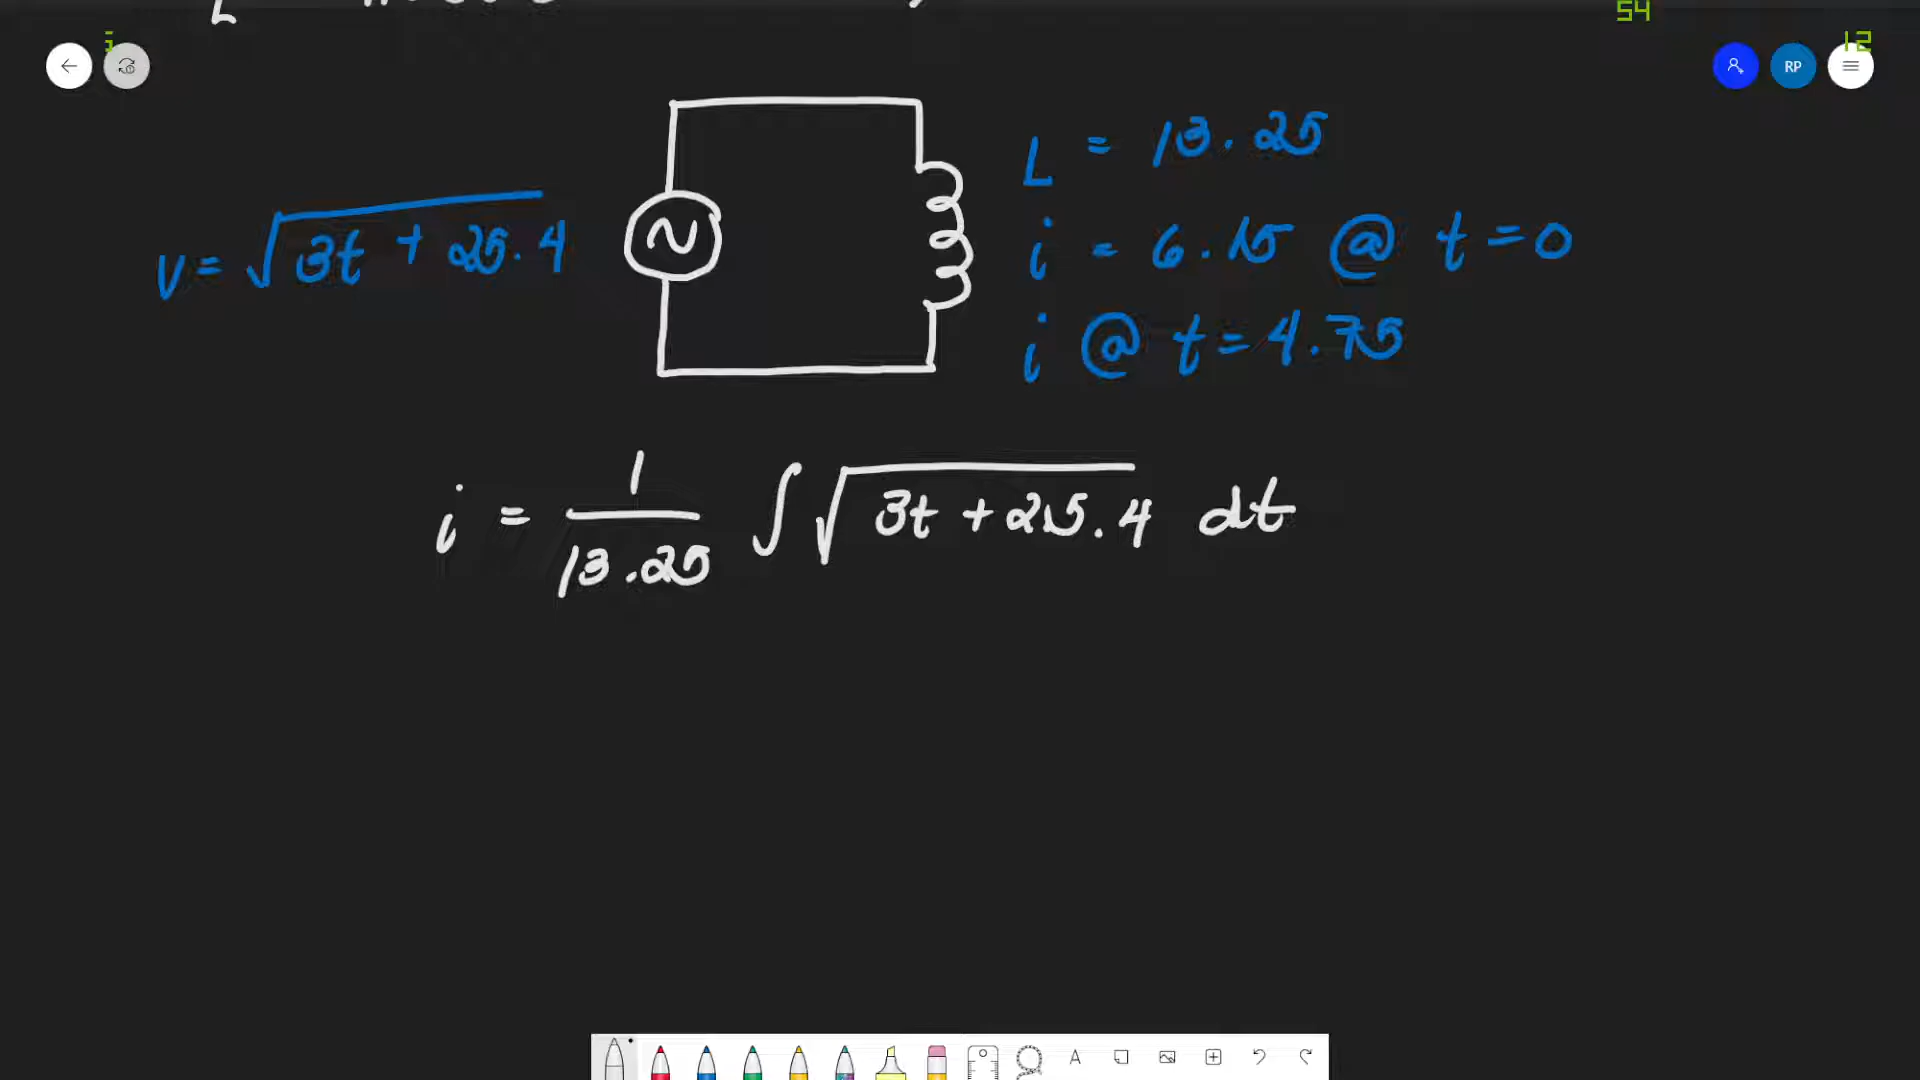 54
12
RP
L = 13.25
v = √3t + 25.4
i = 6.15 @ t = 0
i @ t = 4.75
i = 1/13.25 ∫ √3t + 25.4 dt
A